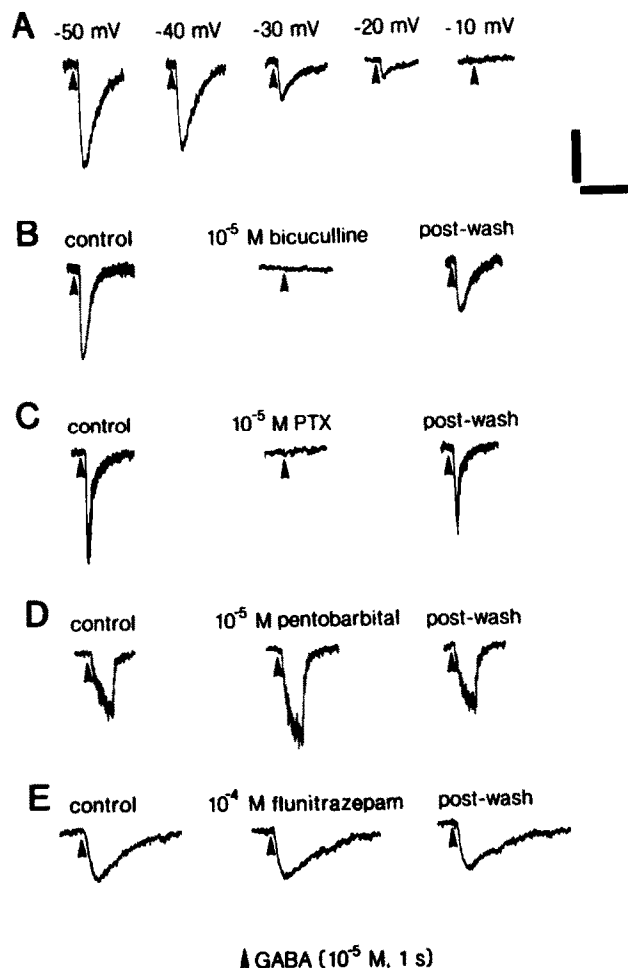 A -50 mV -40 mV -30 mV -20 mV -10 mV
B control 10⁻⁵ M bicuculline post-wash
C control 10⁻⁵ M PTX post-wash
D control 10⁻⁵ M pentobarbital post-wash
E control 10⁻⁴ M flunitrazepam post-wash
GABA (10⁻⁵ M, 1 s)